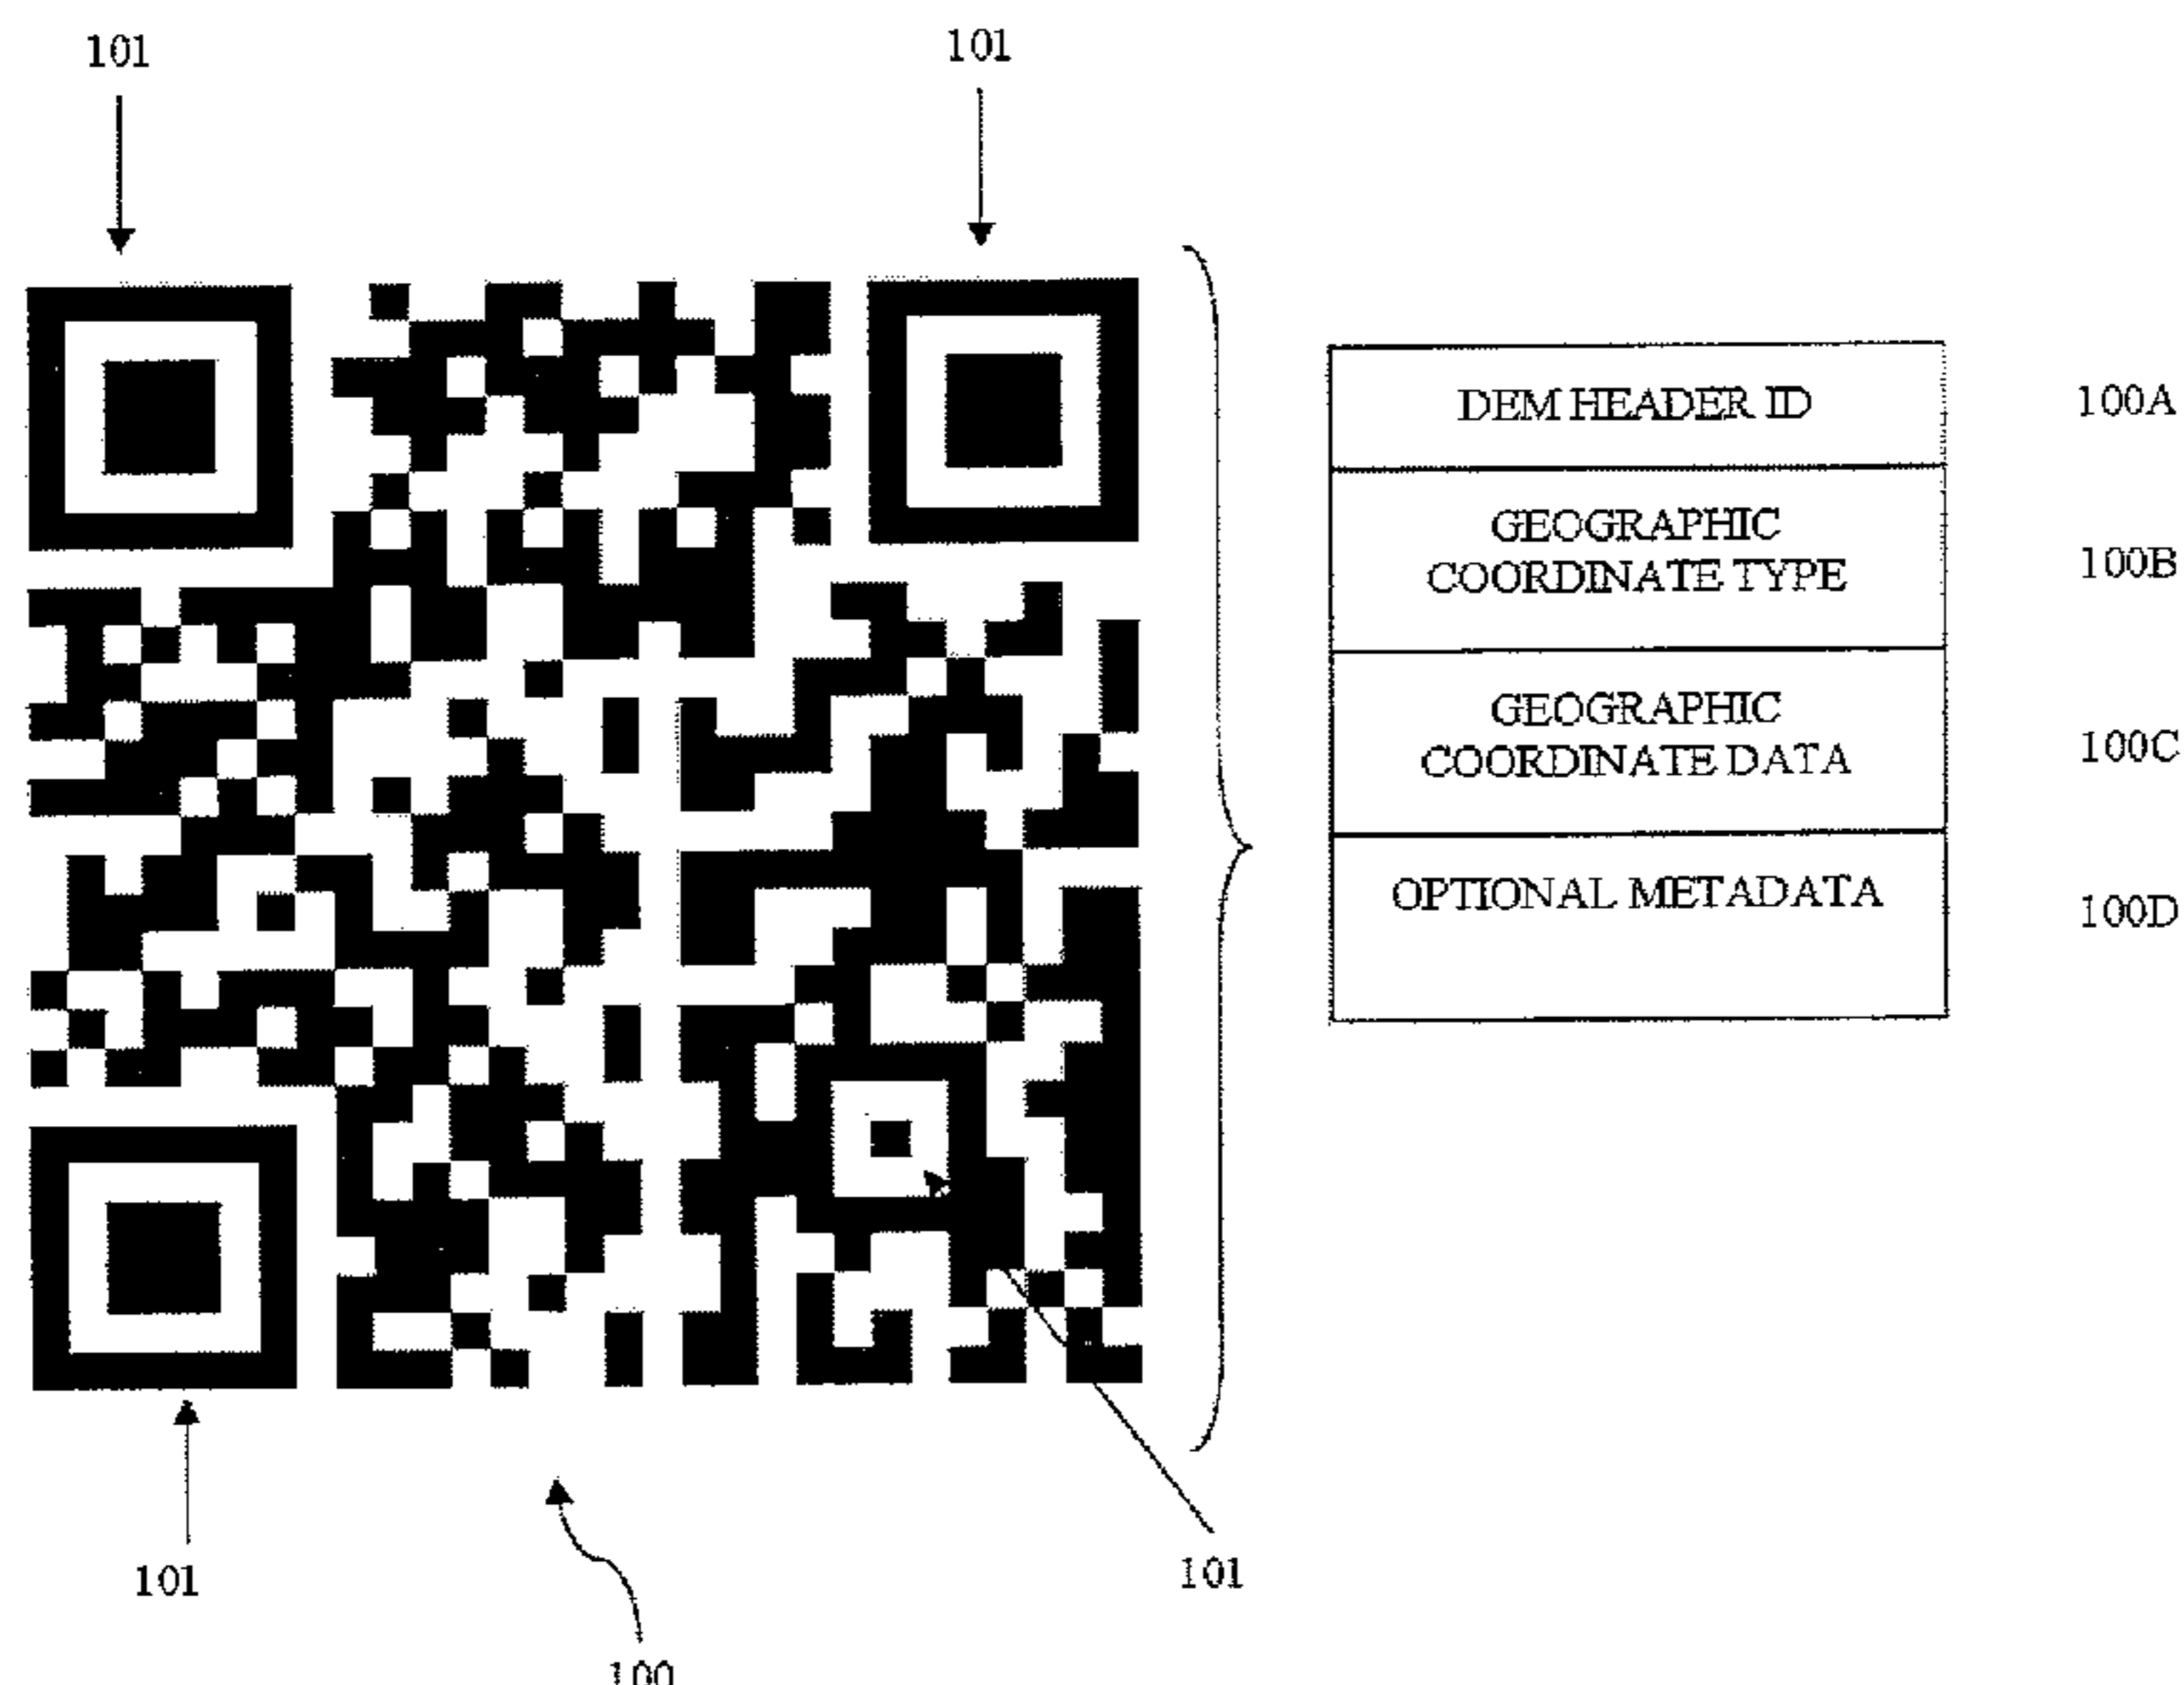 101
101
DEM HEADER ID
100A
GEOGRAPHIC
COORDINATE TYPE
100B
GEOGRAPHIC
COORDINATE DATA
100C
OPTIONAL METADATA
100D
101
101
100